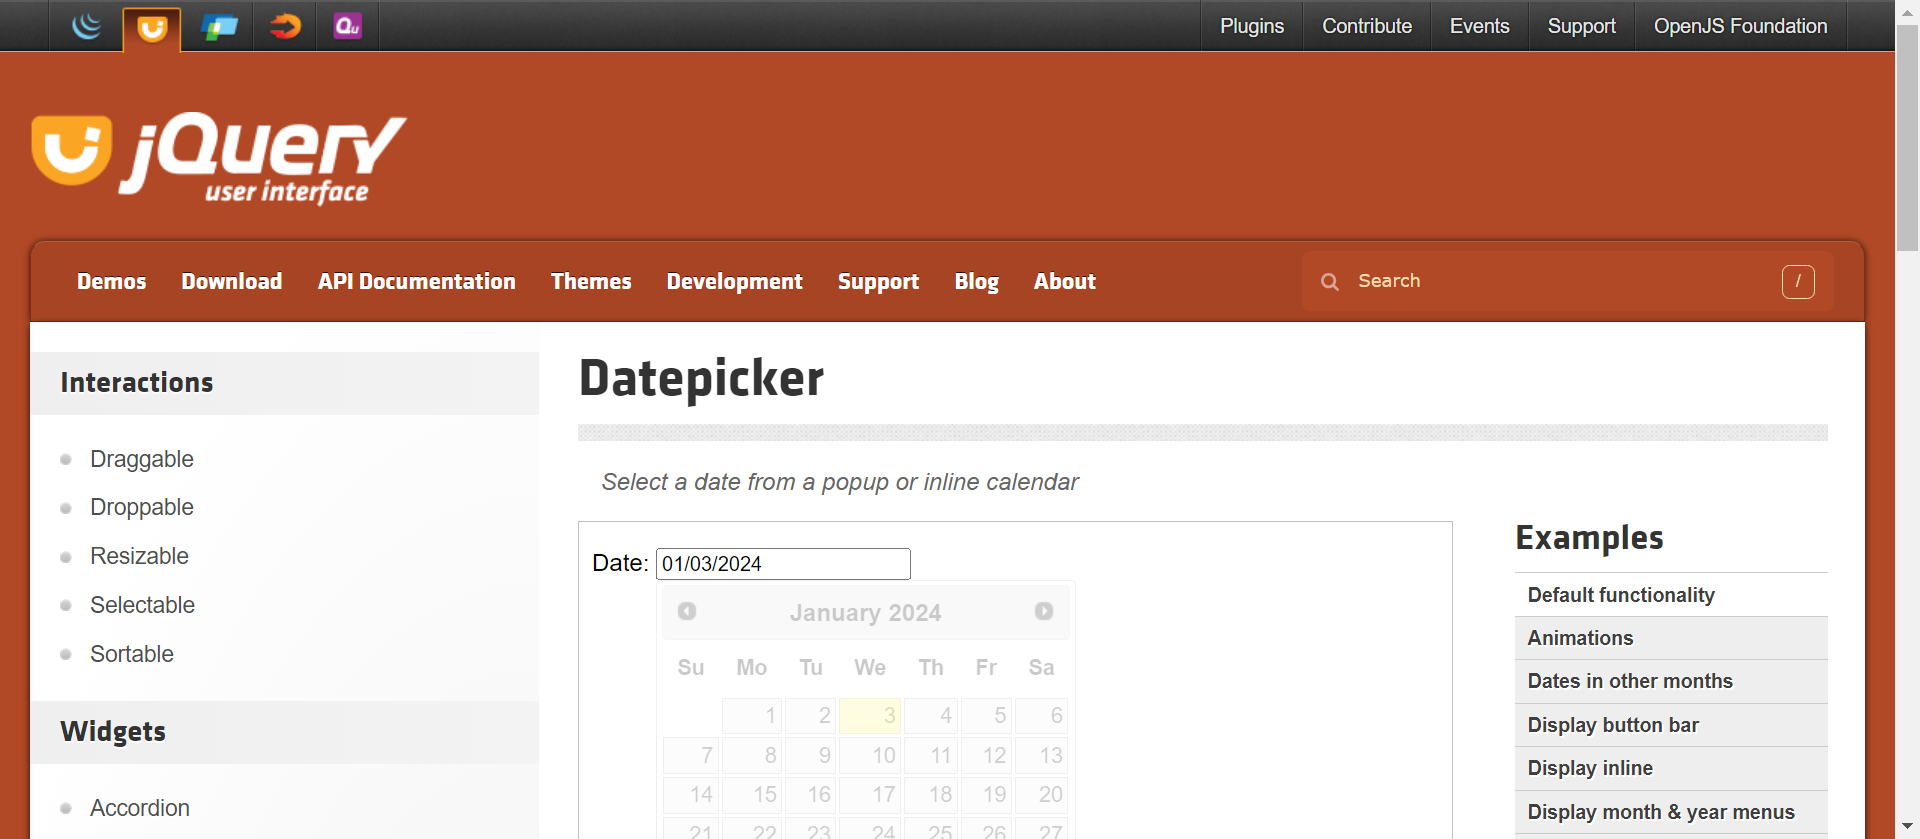 Qu
Plugins Contribute Events Support OpenJS Foundation
jQuery
user interface
Demos Download API Documentation Themes Development Support Blog About Search /
Interactions
Draggable
Droppable
Resizable
Selectable
Sortable
Widgets
Accordion
Datepicker
Select a date from a popup or inline calendar
Date: 01/03/2024
January 2024
Su Mo Tu We Th Fr Sa
1 2 3 4 5 6
7 8 9 10 11 12 13
14 15 16 17 18 19 20
21 22 23 24 25 26 27
Examples
Default functionality
Animations
Dates in other months
Display button bar
Display inline
Display month & year menus